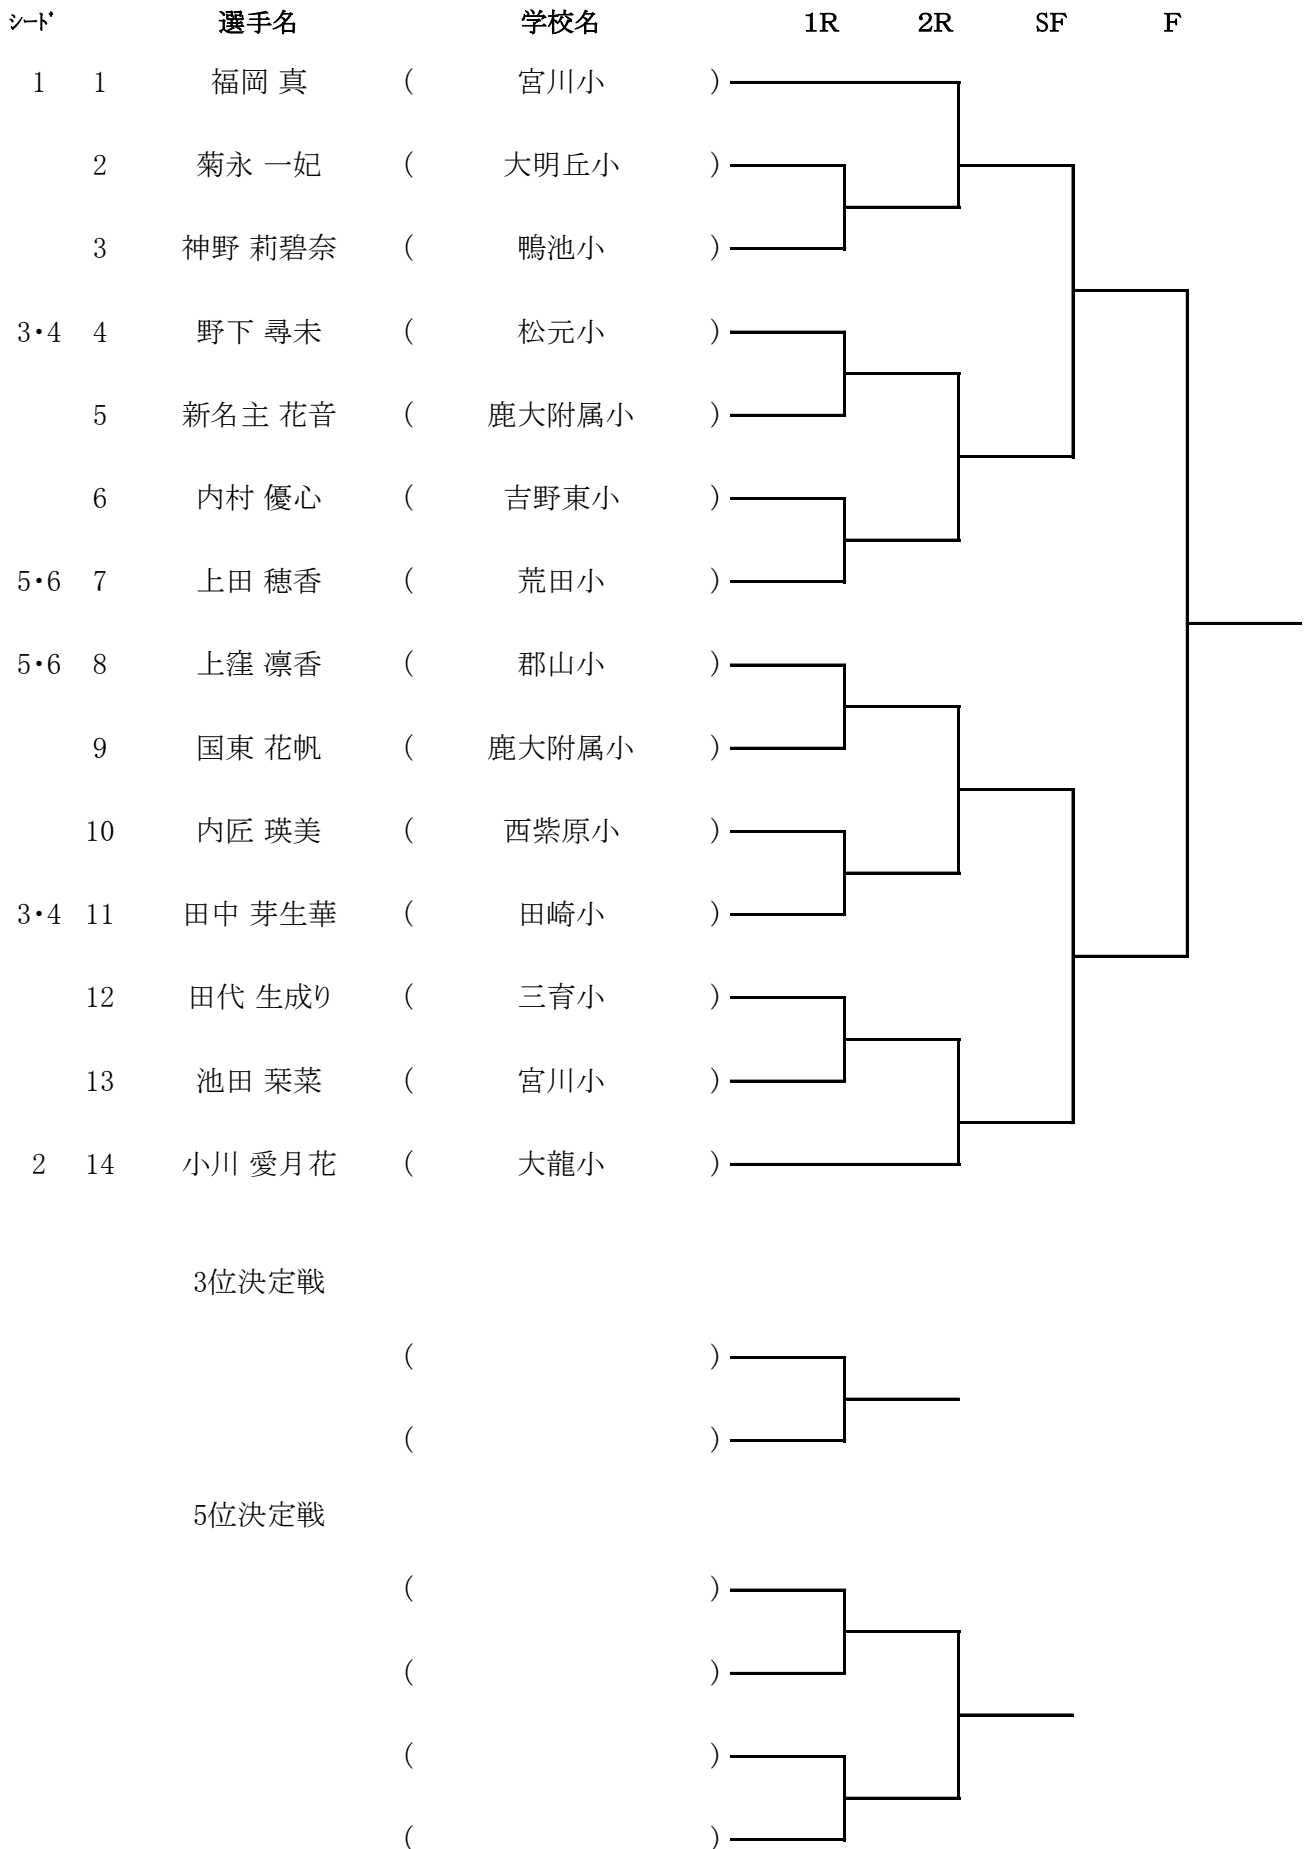 シード 選手名 学校名 1R 2R SF F
1 1 福岡 真 ( 宮川小 )
2 菊永 一妃 ( 大明丘小 )
3 神野 莉碧奈 ( 鴨池小 )
3・4 4 野下 尋未 ( 松元小 )
5 新名主 花音 ( 鹿大附属小 )
6 内村 優心 ( 吉野東小 )
5・6 7 上田 穂香 ( 荒田小 )
5・6 8 上窪 凛香 ( 郡山小 )
9 国東 花帆 ( 鹿大附属小 )
10 内匠 瑛美 ( 西紫原小 )
3・4 11 田中 芽生華 ( 田崎小 )
12 田代 生成り ( 三育小 )
13 池田 栞菜 ( 宮川小 )
2 14 小川 愛月花 ( 大龍小 )
3位決定戦
( )
( )
5位決定戦
( )
( )
( )
( )